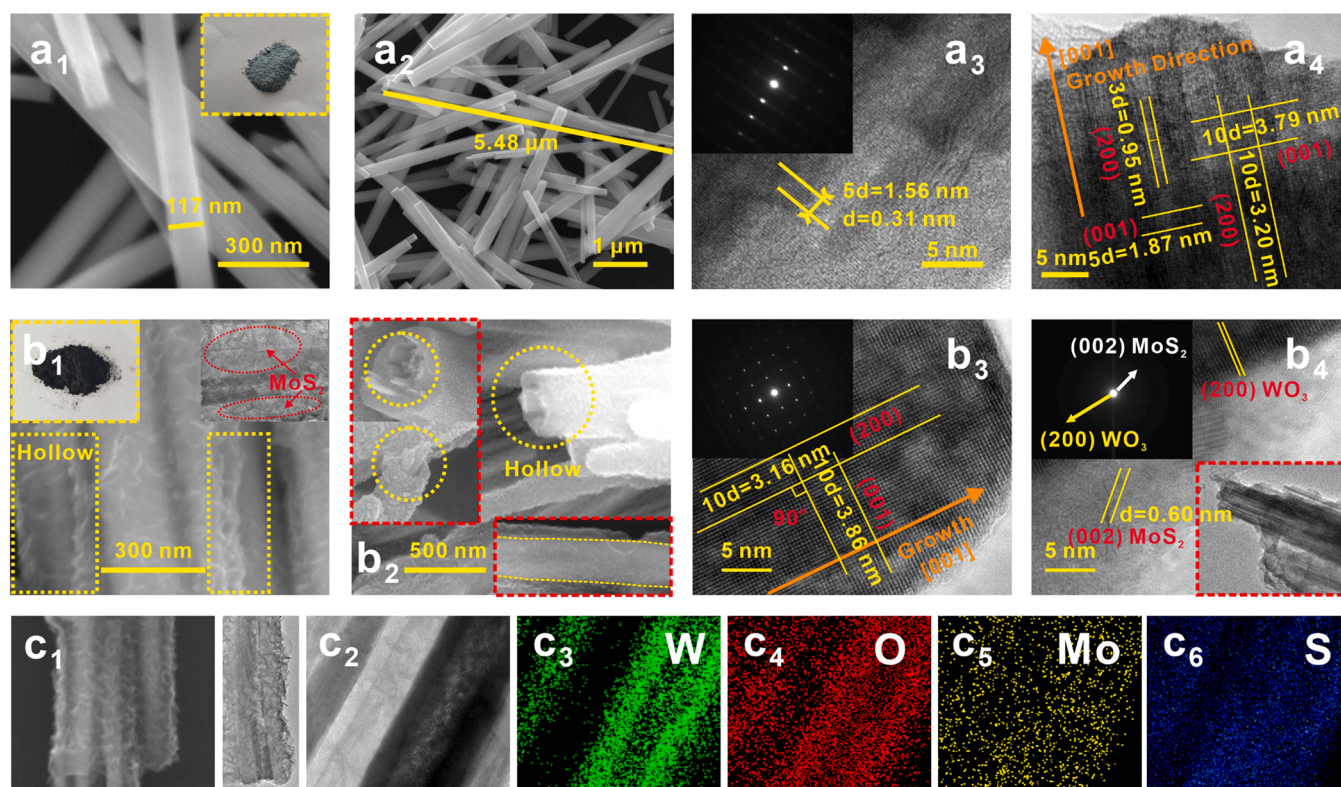 a1
117 nm
300 nm
a2
5.48 μm
1 μm
a3
5d=1.56 nm
d=0.31 nm
5 nm
a4
[001]
Growth Direction
3d=0.95 nm
(200)
10d=3.79 nm
(001)
10d=3.20 nm
(001)
(200)
5d=1.87 nm
5 nm
b1
MoS2
Hollow
300 nm
Hollow
b2
500 nm
b3
(200)
10d=3.16 nm
10d=3.86 nm
(001)
90°
5 nm
Growth
[001]
b4
(002) MoS2
(200) WO3
(200) WO3
d=0.60 nm
(002) MoS2
5 nm
c1
c2
c3
W
c4
O
c5
Mo
c6
S